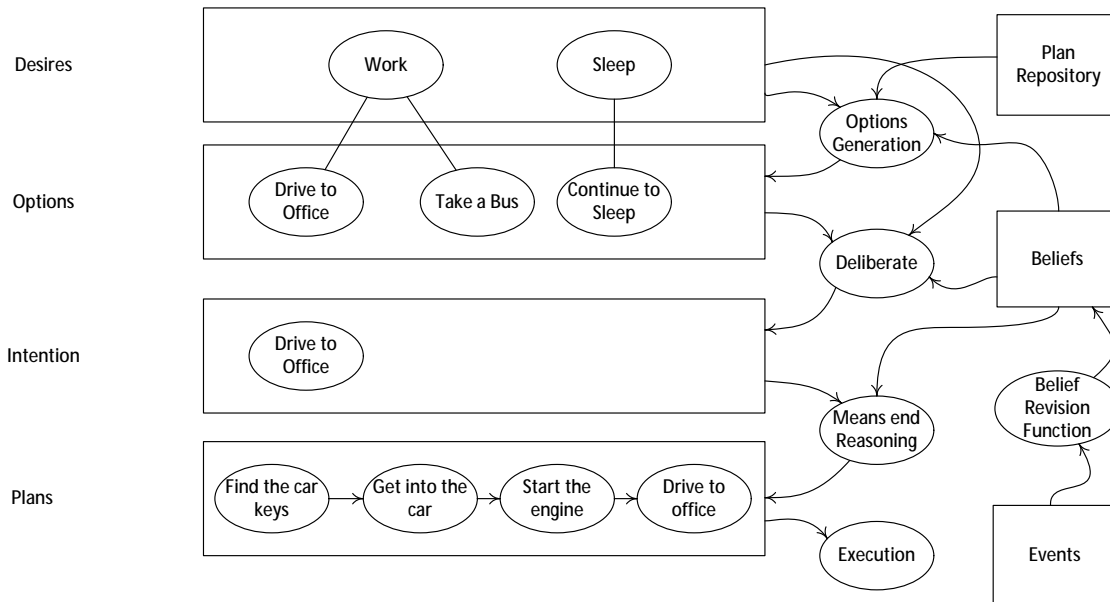 Desires
Work
Sleep
Plan
Repository
Options
Generation
Options
Drive to
Office
Take a Bus
Continue to
Sleep
Deliberate
Beliefs
Intention
Drive to
Office
Means end
Reasoning
Belief
Revision
Function
Plans
Find the car
keys
Get into the
car
Start the
engine
Drive to
office
Execution
Events